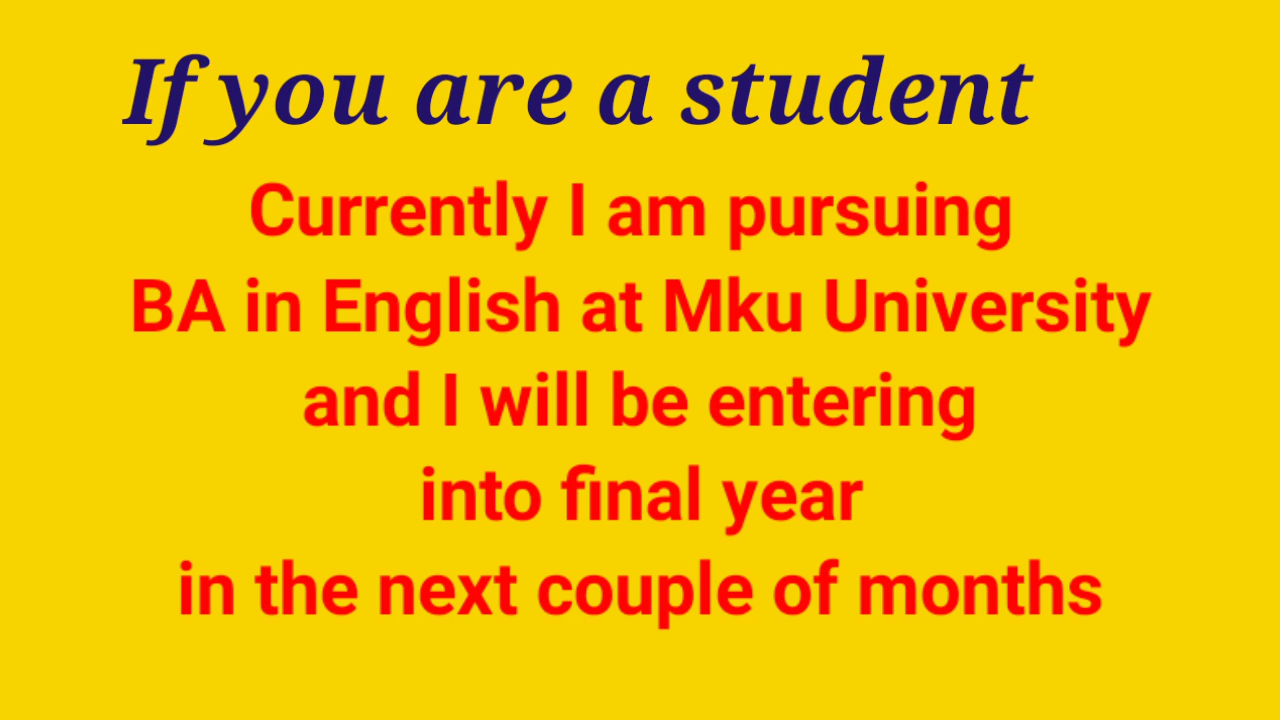 If you are a student
Currently I am pursuing
BA in English at Mku University
and I will be entering
into final year
in the next couple of months